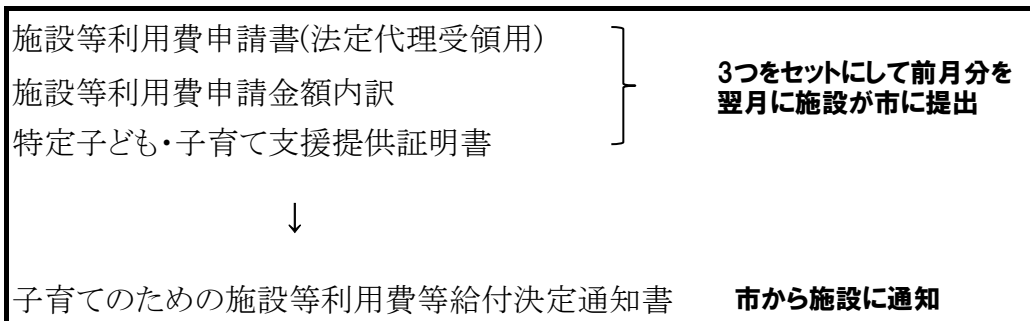 施設等利用費申請書(法定代理受領用)
施設等利用費申請金額内訳
特定子ども・子育て支援提供証明書
3つをセットにして前月分を
翌月に施設が市に提出
↓
子育てのための施設等利用費等給付決定通知書 市から施設に通知